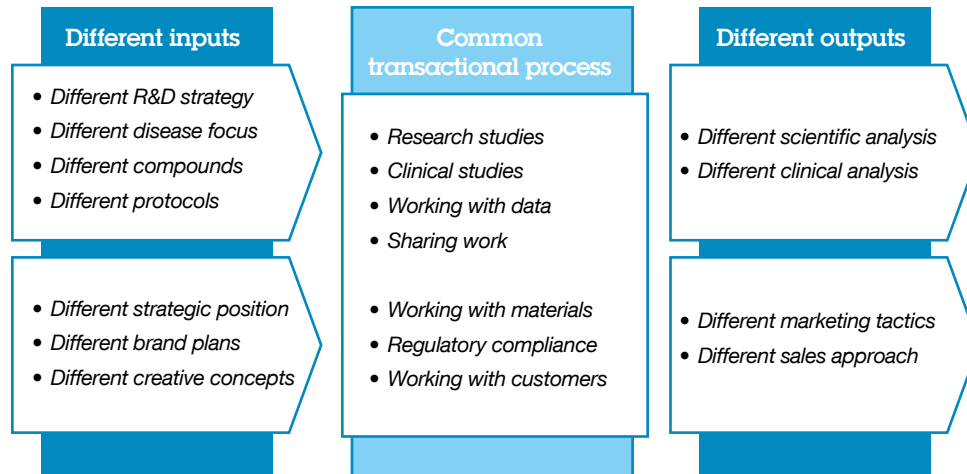 Different inputs
• Different R&D strategy
• Different disease focus
• Different compounds
• Different protocols
• Different strategic position
• Different brand plans
• Different creative concepts
Common
transactional process
• Research studies
• Clinical studies
• Working with data
• Sharing work
• Working with materials
• Regulatory compliance
• Working with customers
Different outputs
• Different scientific analysis
• Different clinical analysis
• Different marketing tactics
• Different sales approach